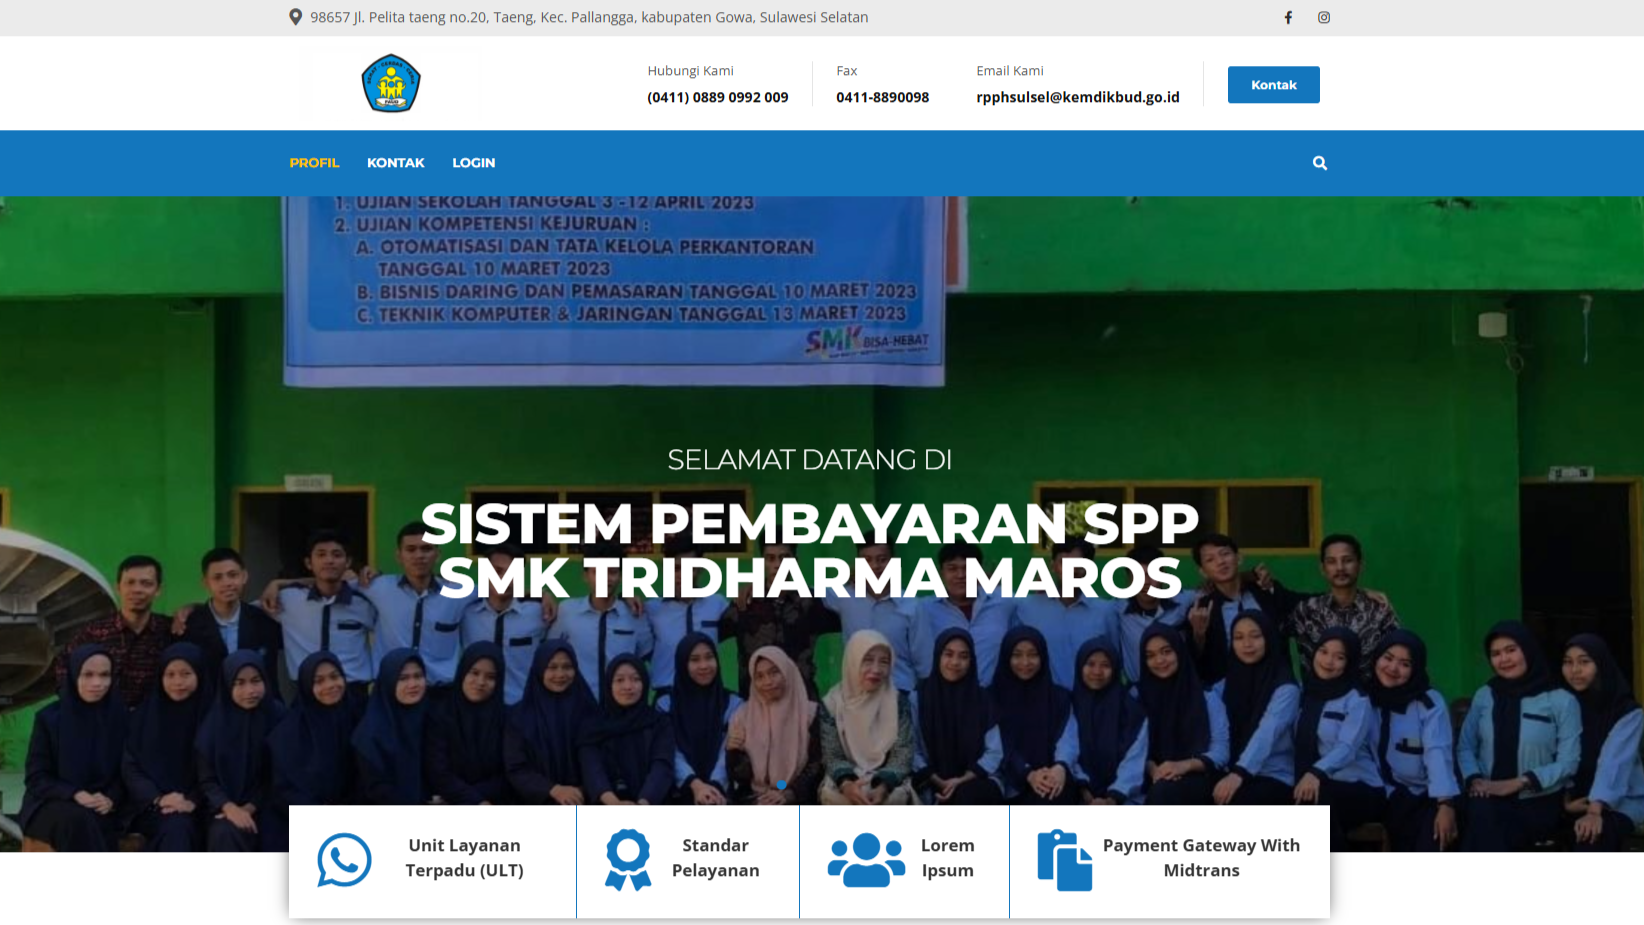 98657 Jl. Pelita taeng no.20, Taeng, Kec. Pallangga, kabupaten Gowa, Sulawesi Selatan
Hubungi Kami
(0411) 0889 0992 009
Fax
0411-8890098
Email Kami
rpphsulsel@kemdikbud.go.id
Kontak
PROFIL
KONTAK
LOGIN
1. UJIAN SEKOLAH TANGGAL 3 -12 APRIL 2023
2. UJIAN KOMPETENSI KEJURUAN :
A. OTOMATISASI DAN TATA KELOLA PERKANTORAN
TANGGAL 10 MARET 2023
B. BISNIS DARING DAN PEMASARAN TANGGAL 10 MARET 2023
C. TEKNIK KOMPUTER & JARINGAN TANGGAL 13 MARET 2023
SMK BISA-HEBAT
SELAMAT DATANG DI
SISTEM PEMBAYARAN SPP
SMK TRIDHARMA MAROS
Unit Layanan
Terpadu (ULT)
Standar
Pelayanan
Lorem
Ipsum
Payment Gateway With
Midtrans